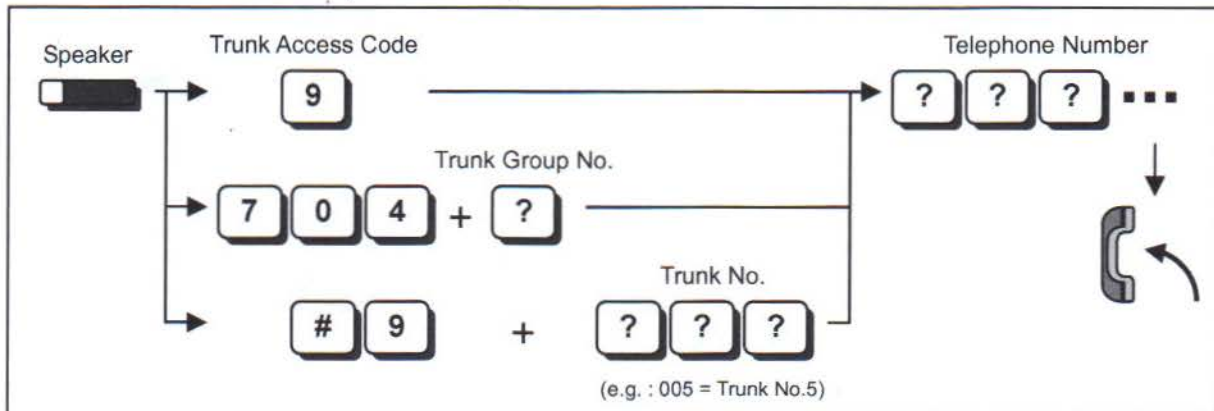 Speaker
Trunk Access Code
Telephone Number
9
? ? ? ...
Trunk Group No.
7 0 4 + ?
Trunk No.
# 9 + ? ? ?
(e.g. : 005 = Trunk No.5)